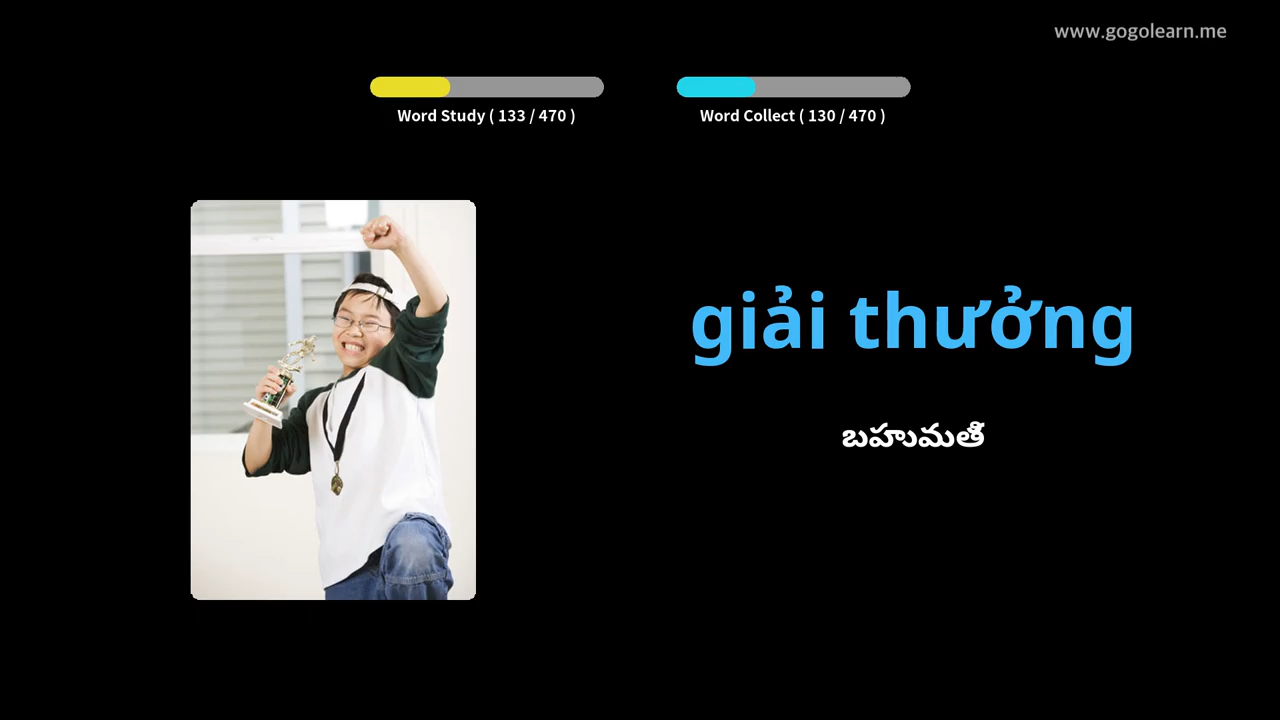 www.gogolearn.me
Word Study ( 133 / 470 )
Word Collect ( 130 / 470 )
giải thưởng
బహుమతి